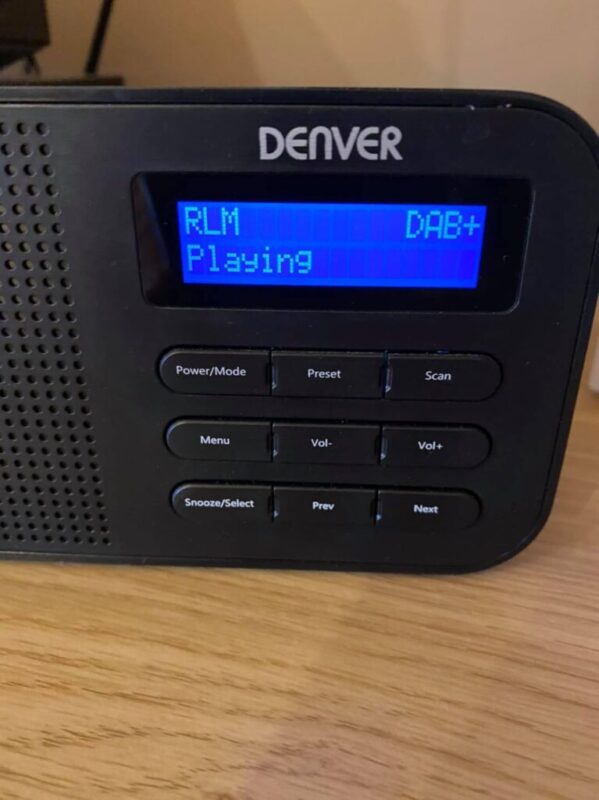 DENVER
RLM DAB+
Playing
Power/Mode Preset Scan
Menu Vol- Vol+
Snooze/Select Prev Next